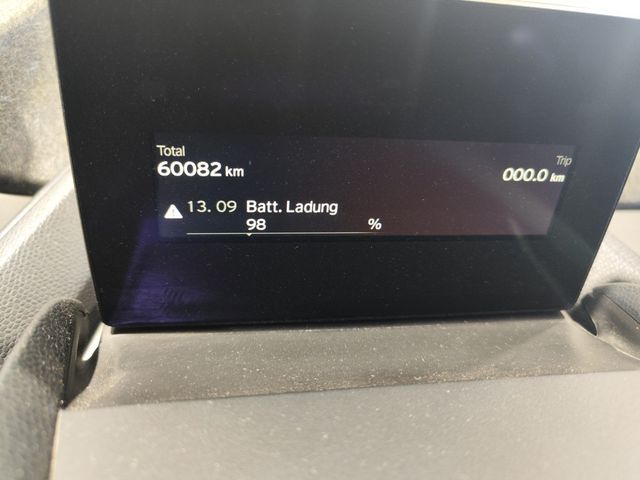 Total
Trip
60082 km
000.0 km
13. 09 Batt. Ladung
98 %